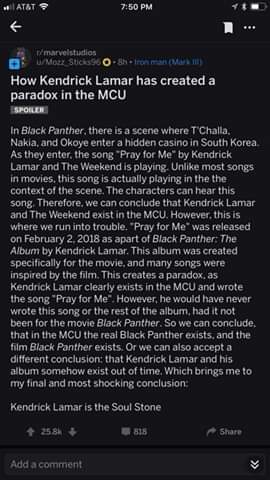 AT&T 7:50 PM
r/marvelstudios
u/Mozz_Sticks96 • 8h • Iron man (Mark III)
How Kendrick Lamar has created a
paradox in the MCU
SPOILER
In Black Panther, there is a scene where T'Challa,
Nakia, and Okoye enter a hidden casino in South Korea.
As they enter, the song "Pray for Me" by Kendrick
Lamar and The Weekend is playing. Unlike most songs
in movies, this song is actually playing in the the
context of the scene. The characters can hear this
song. Therefore, we can conclude that Kendrick Lamar
and The Weekend exist in the MCU. However, this is
where we run into trouble. "Pray for Me" was released
on February 2, 2018 as apart of Black Panther: The
Album by Kendrick Lamar. This album was created
specifically for the movie, and many songs were
inspired by the film. This creates a paradox, as
Kendrick Lamar clearly exists in the MCU and wrote
the song "Pray for Me". However, he would have never
wrote this song or the rest of the album, had it not
been for the movie Black Panther. So we can conclude,
that in the MCU the real Black Panther exists, and the
film Black Panther exists. Or we can also accept a
different conclusion: that Kendrick Lamar and his
album somehow exist out of time. Which brings me to
my final and most shocking conclusion:
Kendrick Lamar is the Soul Stone
25.8k 818 Share
Add a comment